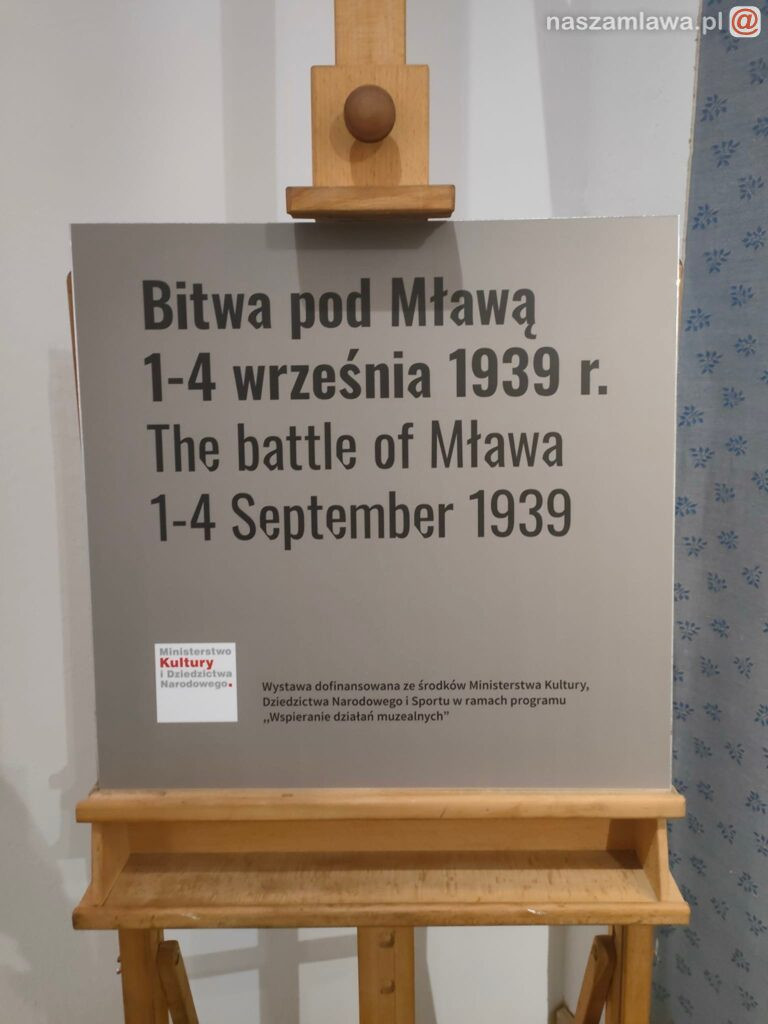 naszamlawa.pl @
Bitwa pod Mławą
1-4 września 1939 r.
The battle of Mława
1-4 September 1939
Ministerstwo
Kultury
i Dziedzictwa
Narodowego.
Wystawa dofinansowana ze środków Ministerstwa Kultury,
Dziedzictwa Narodowego i Sportu w ramach programu
,,Wspieranie działań muzealnych”